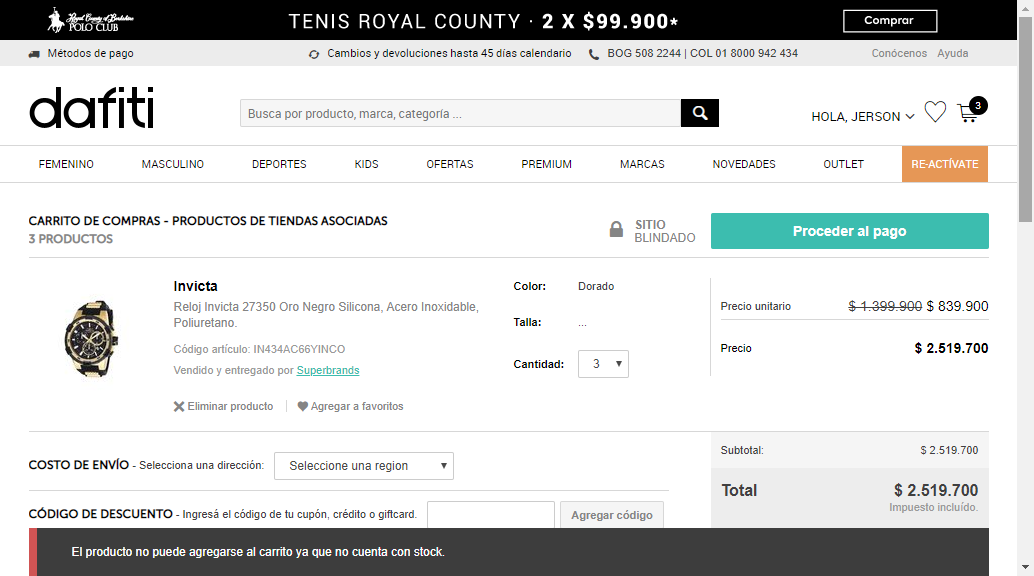 Royal County of Berkshire
POLO CLUB
TENIS ROYAL COUNTY · 2 X $99.900*
Comprar
Métodos de pago
Cambios y devoluciones hasta 45 días calendario
BOG 508 2244 | COL 01 8000 942 434
Conócenos
Ayuda
dafiti
Busca por producto, marca, categoría ...
HOLA, JERSON
3
FEMENINO
MASCULINO
DEPORTES
KIDS
OFERTAS
PREMIUM
MARCAS
NOVEDADES
OUTLET
RE-ACTÍVATE
CARRITO DE COMPRAS - PRODUCTOS DE TIENDAS ASOCIADAS
3 PRODUCTOS
SITIO
BLINDADO
Proceder al pago
Invicta
Reloj Invicta 27350 Oro Negro Silicona, Acero Inoxidable,
Poliuretano.
Código artículo: IN434AC66YINCO
Vendido y entregado por Superbrands
Eliminar producto
Agregar a favoritos
Color: Dorado
Talla: ...
Cantidad: 3
Precio unitario $ 1.399.900 $ 839.900
Precio $ 2.519.700
COSTO DE ENVÍO - Selecciona una dirección: Seleccione una region
Subtotal: $ 2.519.700
Total $ 2.519.700
Impuesto incluído.
CÓDIGO DE DESCUENTO - Ingresá el código de tu cupón, crédito o giftcard. Agregar código
El producto no puede agregarse al carrito ya que no cuenta con stock.